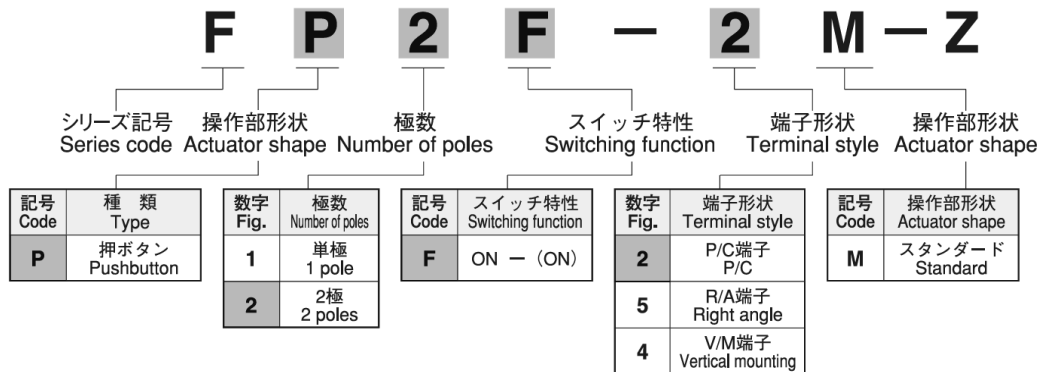 F P 2 F － 2 M－Z
シリーズ記号 操作部形状 極数 スイッチ特性 端子形状 操作部形状
Series code Actuator shape Number of poles Switching function Terminal style Actuator shape
記号 種　類
Code Type
P 押ボタン
Pushbutton
数字 極数
Fig. Number of poles
1 単極
1 pole
2 2極
2 poles
記号 スイッチ特性
Code Switching function
F ON － （ON）
数字 端子形状
Fig. Terminal style
2 P/C端子
P/C
5 R/A端子
Right angle
4 V/M端子
Vertical mounting
記号 操作部形状
Code Actuator shape
M スタンダード
Standard